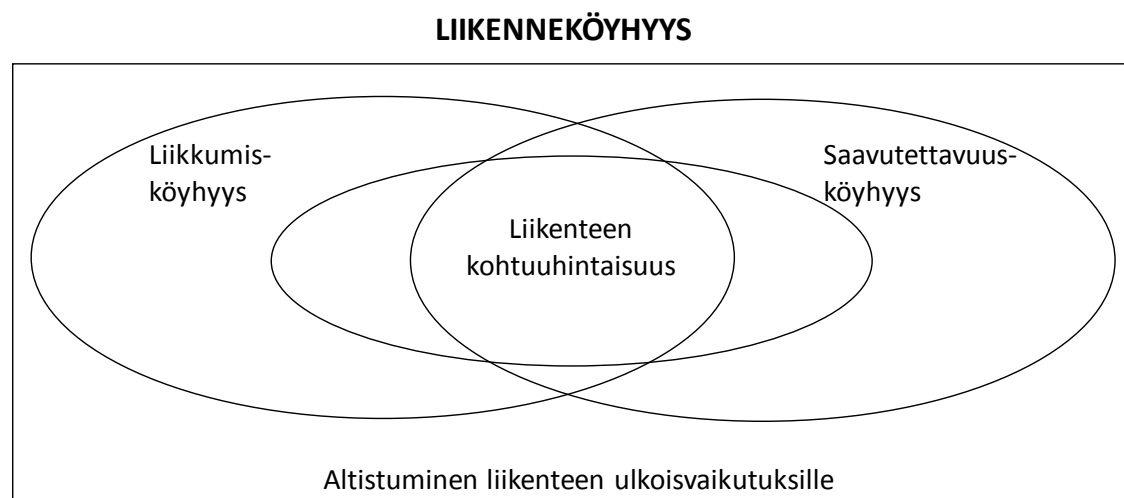 LIIKENNEKÖYHYYS
Liikkumis-
köyhyys
Saavutettavuus-
köyhyys
Liikenteen
kohtuuhintaisuus
Altistuminen liikenteen ulkoisvaikutuksille